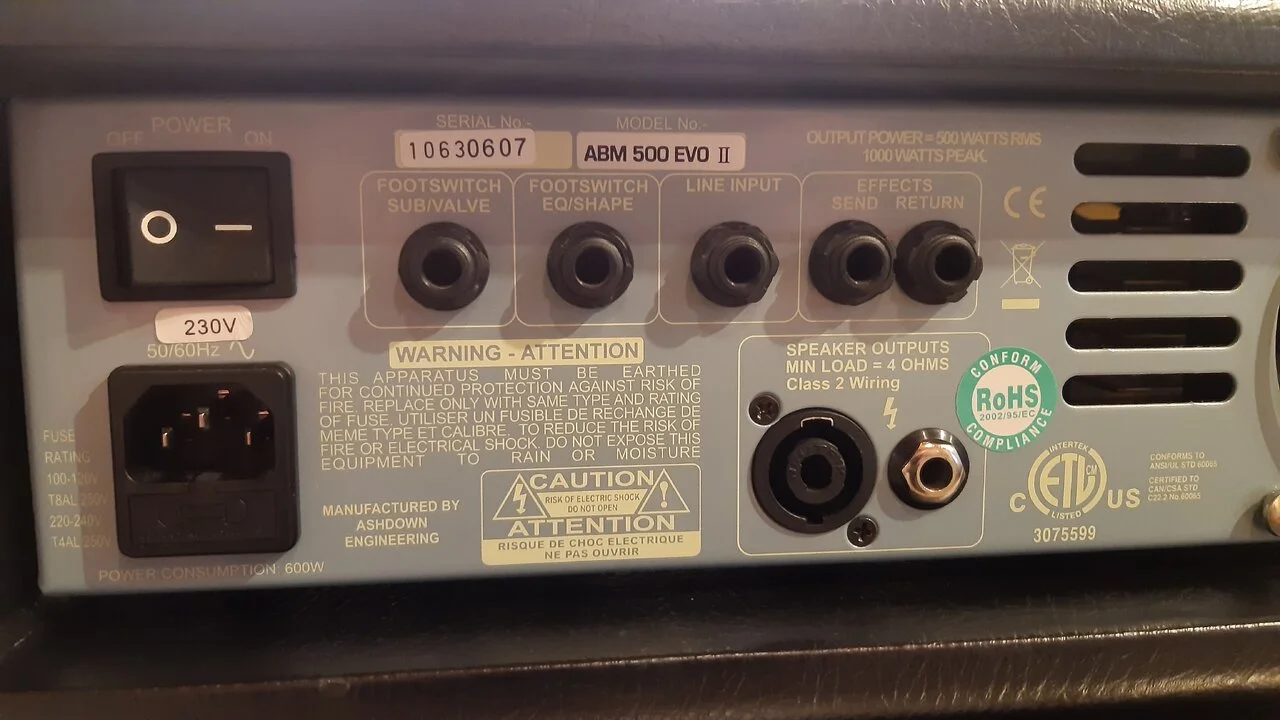 POWER
OFF ON
230V
50/60Hz
FUSE
RATING
100-120V
T8AL 250V
220-240V
T4AL 250V
POWER CONSUMPTION 600W
SERIAL No:-
10630607
MODEL No:-
ABM 500 EVO II
OUTPUT POWER = 500 WATTS RMS
1000 WATTS PEAK.
FOOTSWITCH
SUB/VALVE
FOOTSWITCH
EQ/SHAPE
LINE INPUT
EFFECTS
SEND RETURN
CE
WARNING - ATTENTION
THIS APPARATUS MUST BE EARTHED
FOR CONTINUED PROTECTION AGAINST RISK OF
FIRE. REPLACE ONLY WITH SAME TYPE AND RATING
OF FUSE. UTILISER UN FUSIBLE DE RECHARGE DE
MEME TYPE ET CALIBRE. TO REDUCE THE RISK OF
FIRE OR ELECTRICAL SHOCK, DO NOT EXPOSE THIS
EQUIPMENT TO RAIN OR MOISTURE
MANUFACTURED BY
ASHDOWN
ENGINEERING
CAUTION
RISK OF ELECTRIC SHOCK
DO NOT OPEN
ATTENTION
RISQUE DE CHOC ELECTRIQUE
NE PAS OUVRIR
SPEAKER OUTPUTS
MIN LOAD = 4 OHMS
Class 2 Wiring
CONFORM
RoHS
2002/95/EC
COMPLIANCE
INTERTEK
C ETL CM US
LISTED
3075599
CONFORMS TO
ANSI/UL STD 60065
CERTIFIED TO
CAN/CSA STD
C22.2 No.60065